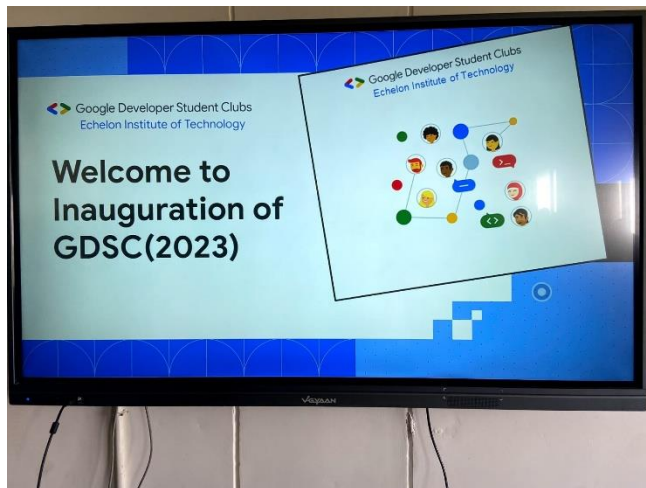 Google Developer Student Clubs
Echelon Institute of Technology
Welcome to
Inauguration of
GDSC(2023)
Google Developer Student Clubs
Echelon Institute of Technology